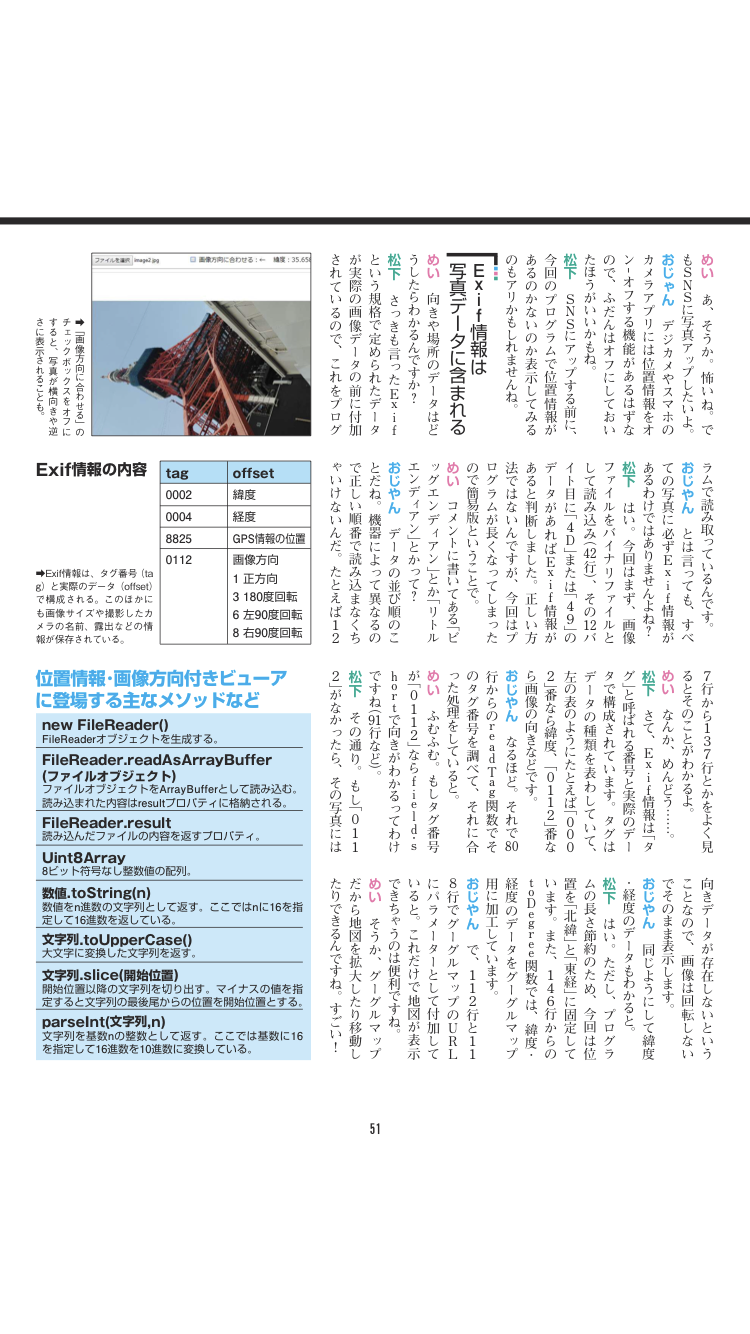 めい　あ、そうか。怖いね。で
もSNSに写真アップしたいよ。
おじゃん　デジカメやスマホの
カメラアプリには位置情報をオ
ン・オフする機能があるはずな
ので、ふだんはオフにしておい
たほうがいいかもね。
松下　SNSにアップする前に、
今回のプログラムで位置情報が
あるのかないのか表示してみる
のもアリかもしれませんね。
Exif情報は
写真データに含まれる
めい　向きや場所のデータはど
うしたらわかるんですか?
松下　さっきも言ったExif
という規格で定められたデータ
が実際の画像データの前に付加
されているので、これをプログ
ラムで読み取っているんです。
おじゃん　とは言っても、すべ
ての写真に必ずExif情報が
あるわけではありませんよね?
松下　はい。今回はまず、画像
ファイルをバイナリファイルと
して読み込み(42行)、その12バ
イト目に「4D」または「49」の
データがあればExif情報が
あると判断しました。正しい方
法ではないんですが、今回はプ
ログラムが長くなってしまった
ので簡易版ということで。
めい　コメントに書いてある「ビ
ッグエンディアン」とか「リトル
エンディアン」とかって?
おじゃん　データの並び順のこ
とだね。機器によって異なるの
で正しい順番で読み込まなくち
ゃいけないんだ。たとえば12
7行から137行とかをよく見
るとそのことがわかるよ。
めい　なんか、めんどう……。
松下　さて、Exif情報は「タ
グ」と呼ばれる番号と実際のデー
タで構成されています。タグは
データの種類を表わしていて、
左の表のようにたとえば「000
2」番なら緯度、「0112」番な
ら画像の向きなどです。
おじゃん　なるほど。それで80
行からのreadTag関数でそ
のタグ番号を調べて、それに合
った処理をしていると。
めい　ふむふむ。もしタグ番号
が「0112」ならfield.s
hortで向きがわかるってわけ
ですね(91行など)。
松下　その通り。もし「011
2」がなかったら、その写真には
向きデータが存在しないという
ことなので、画像は回転しない
でそのまま表示します。
おじゃん　同じようにして緯度
・経度のデータもわかると。
松下　はい。ただし、プログラ
ムの長さ節約のため、今回は位
置を「北緯」と「東経」に固定して
います。また、146行からの
toDegree関数では、緯度・
経度のデータをグーグルマップ
用に加工しています。
おじゃん　で、112行と11
8行でグーグルマップのURL
にパラメーターとして付加して
いると。これだけで地図が表示
できちゃうのは便利ですね。
めい　そうか、グーグルマップ
だから地図を拡大したり移動し
たりできるんですね。すごい!
ファイルを選択 image2.jpg　画像方向に合わせる:←　緯度:35.658
➡「画像方向に合わせる」の
チェックボックスをオフに
すると、写真が横向きや逆
さに表示されることも。
Exif情報の内容
➡Exif情報は、タグ番号(ta
g)と実際のデータ(offset)
で構成される。このほかに
も画像サイズや撮影したカ
メラの名前、露出などの情
報が保存されている。
tag　offset
0002　緯度
0004　経度
8825　GPS情報の位置
0112　画像方向
1 正方向
3 180度回転
6 左90度回転
8 右90度回転
位置情報・画像方向付きビューア
に登場する主なメソッドなど
new FileReader()
FileReaderオブジェクトを生成する。
FileReader.readAsArrayBuffer
(ファイルオブジェクト)
ファイルオブジェクトをArrayBufferとして読み込む。
読み込まれた内容はresultプロパティに格納される。
FileReader.result
読み込んだファイルの内容を返すプロパティ。
Uint8Array
8ビット符号なし整数値の配列。
数値.toString(n)
数値をn進数の文字列として返す。ここではnに16を指
定して16進数を返している。
文字列.toUpperCase()
大文字に変換した文字列を返す。
文字列.slice(開始位置)
開始位置以降の文字列を切り出す。マイナスの値を指
定すると文字列の最後尾からの位置を開始位置とする。
parseInt(文字列,n)
文字列を基数nの整数として返す。ここでは基数に16
を指定して16進数を10進数に変換している。
51